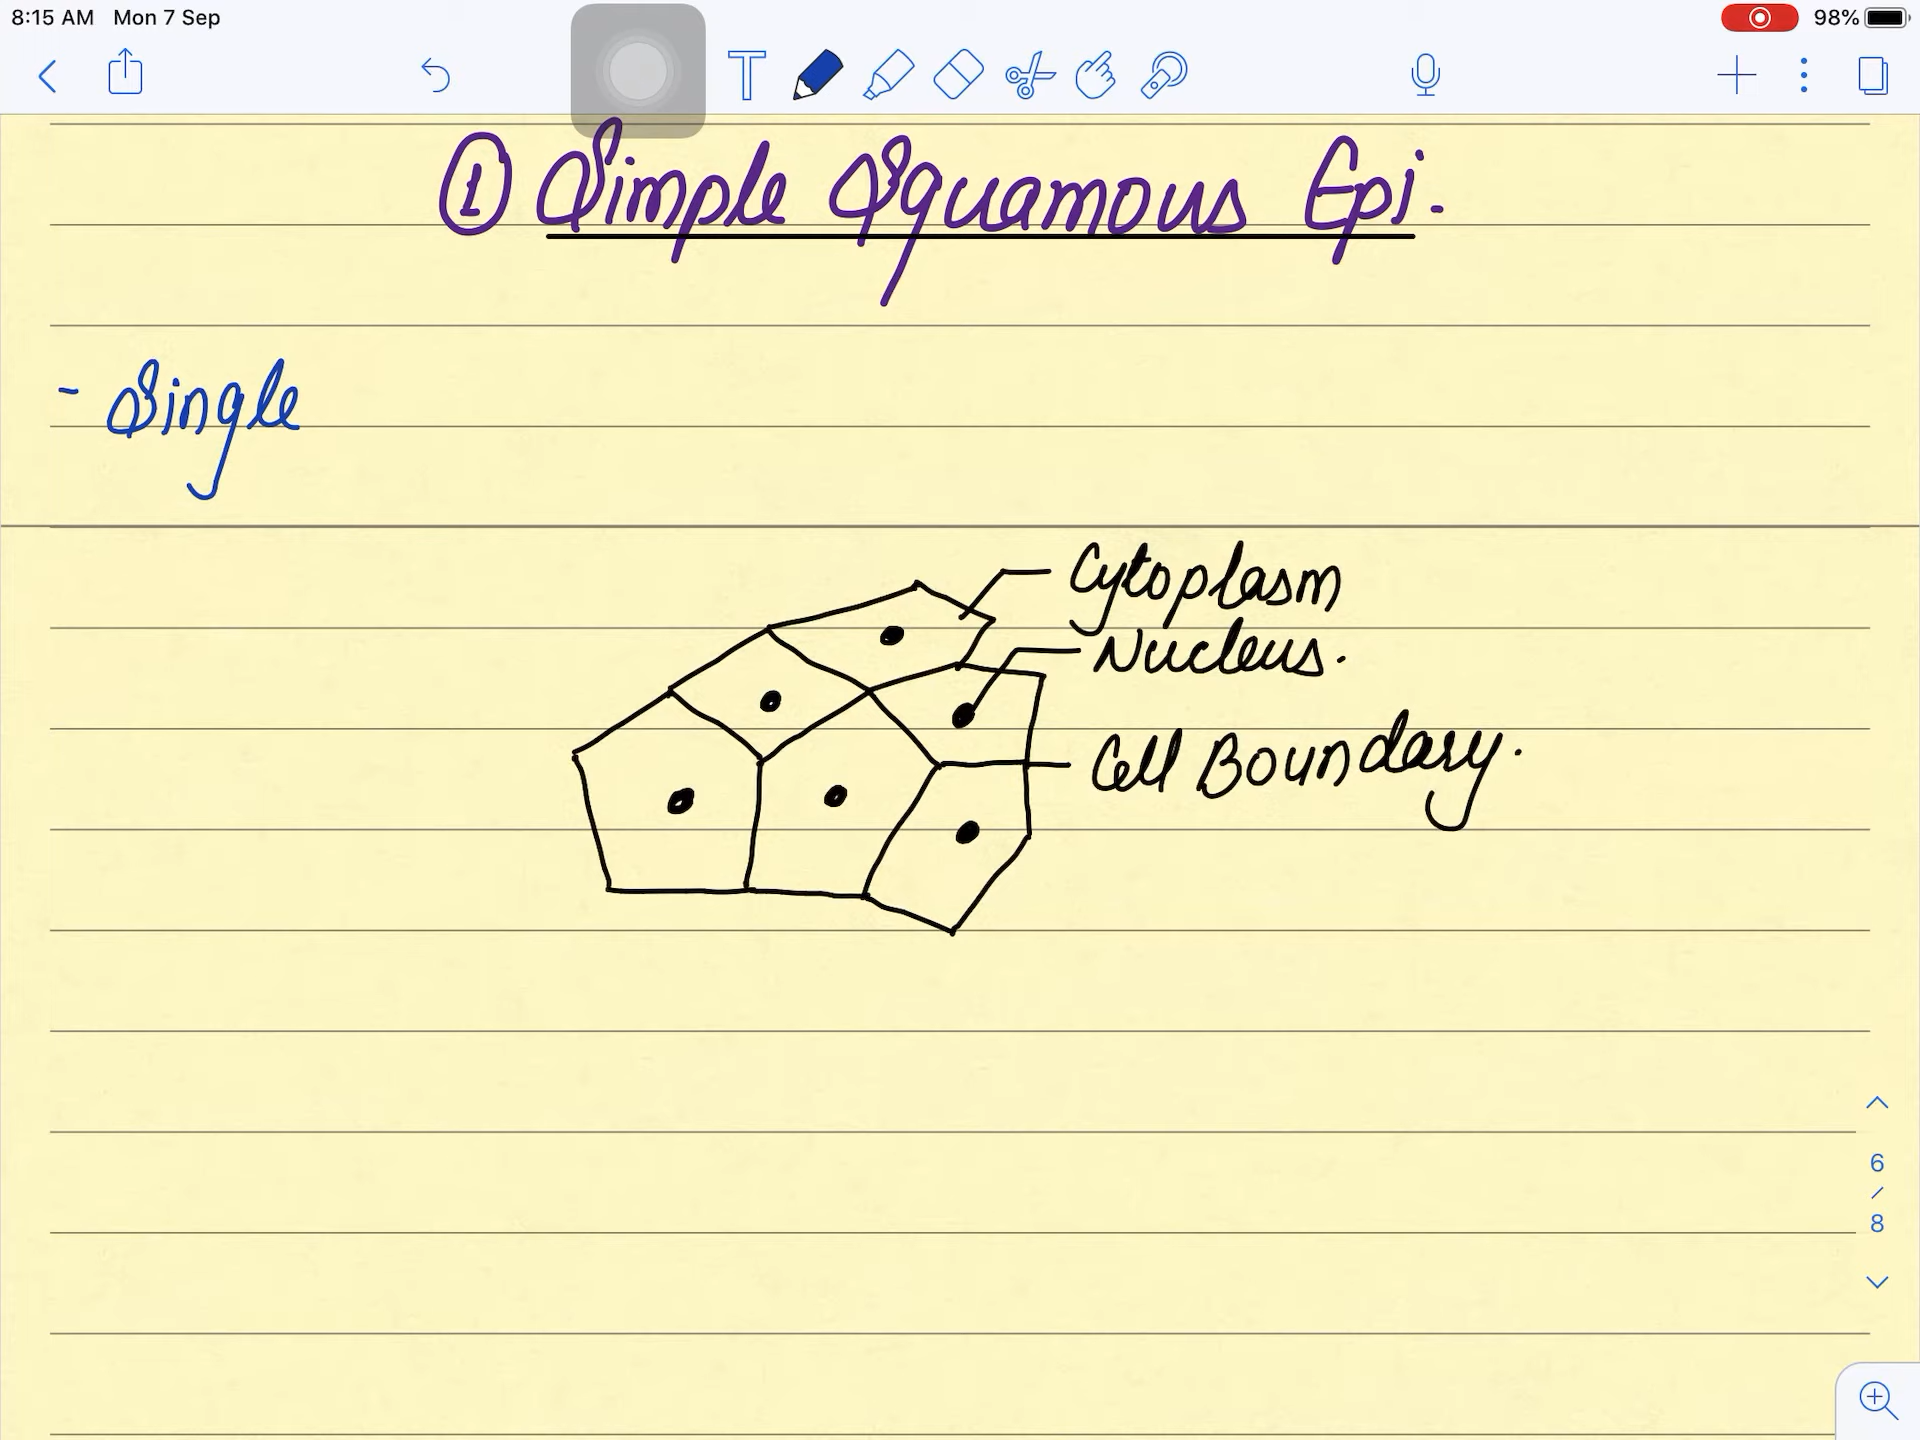 8:15 AM Mon 7 Sep 98%
T
① Simple Squamous Epi.
- Single
Cytoplasm
Nucleus.
Cell Boundary.
6
/
8